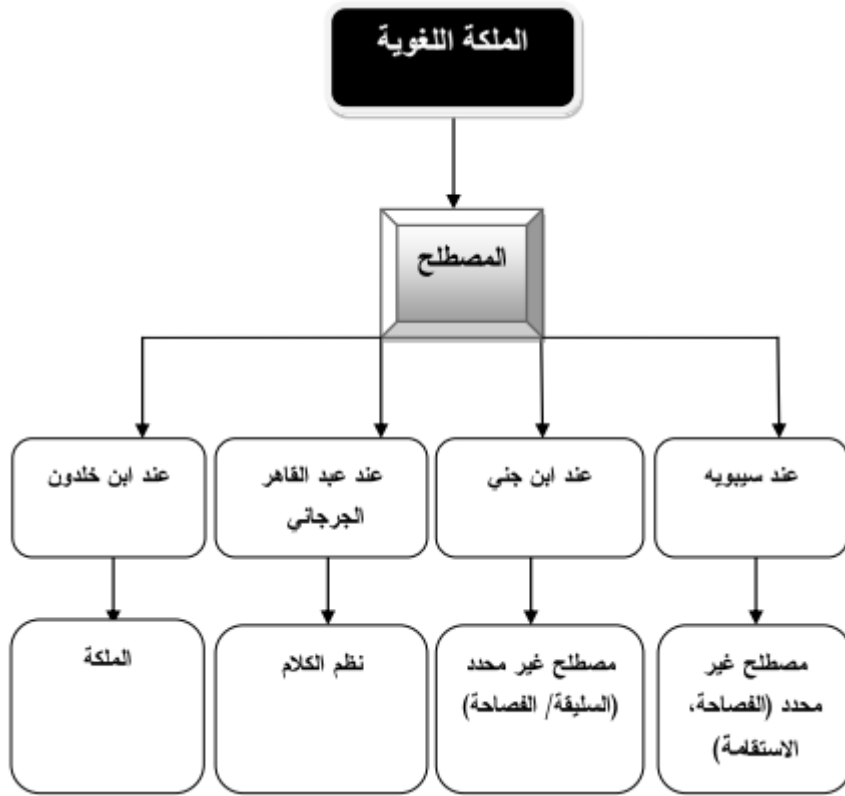 الملكة اللغوية
المصطلح
عند سيبويه
عند ابن جني
عند عبد القاهر
الجرجاني
عند ابن خلدون
مصطلح غير
محدد (الفصاحة،
الاستقامة)
مصطلح غير محدد
(السليقة/ الفصاحة)
نظم الكلام
الملكة